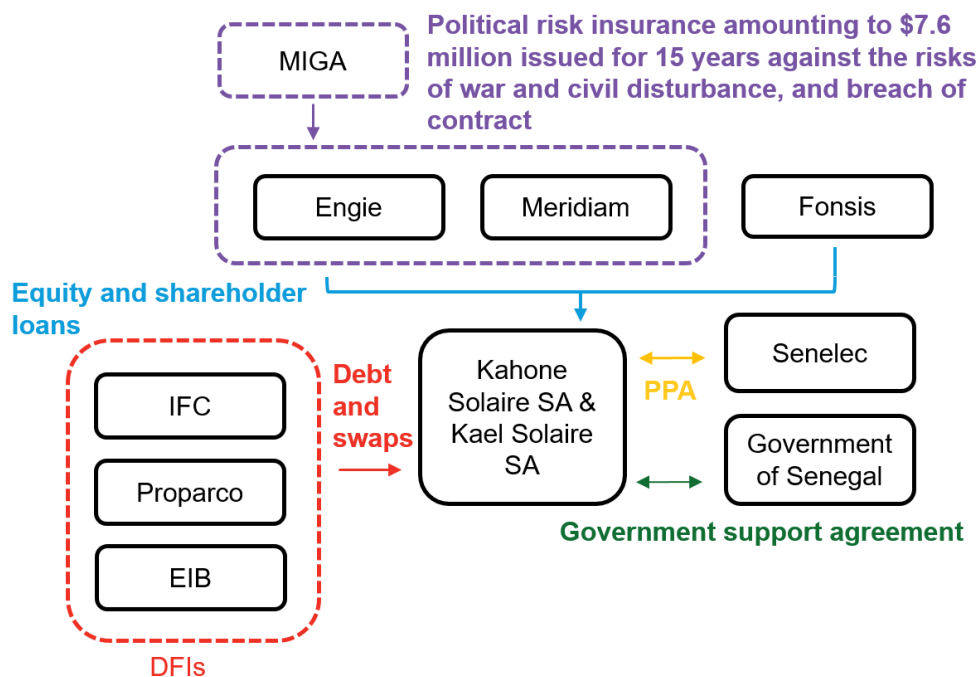 MIGA
Political risk insurance amounting to $7.6
million issued for 15 years against the risks
of war and civil disturbance, and breach of
contract
Engie
Meridiam
Fonsis
Equity and shareholder
loans
IFC
Proparco
EIB
DFIs
Debt
and
swaps
Kahone
Solaire SA &
Kael Solaire
SA
PPA
Senelec
Government
of Senegal
Government support agreement